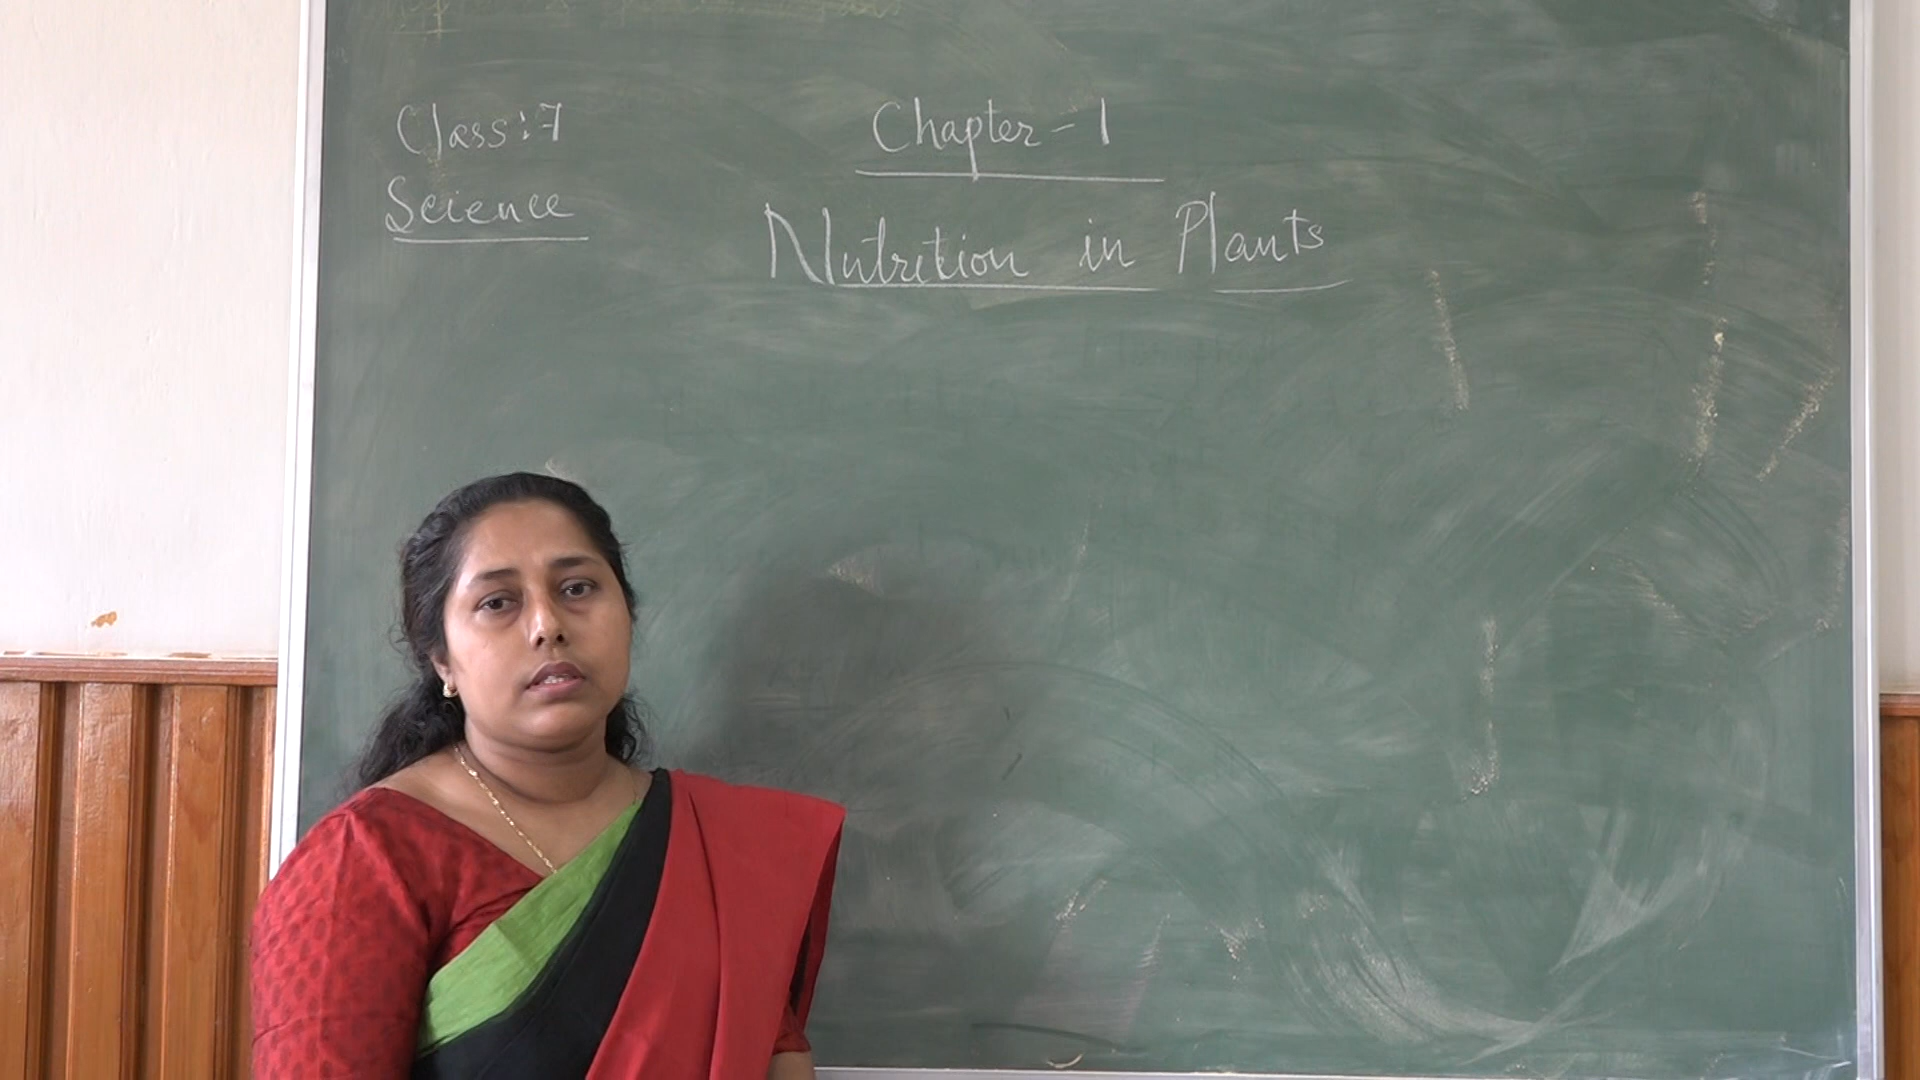 Class: 7
Science
Chapter - 1
Nutrition in Plants